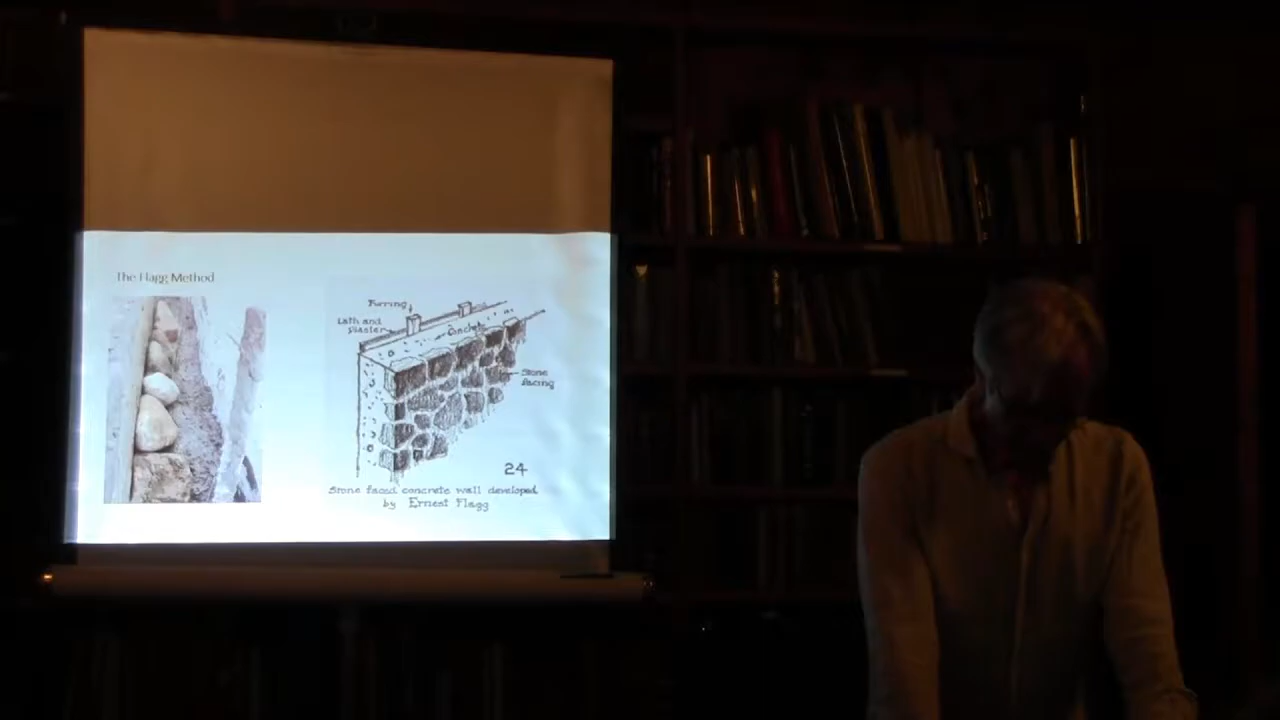 The Flagg Method
Furring
Lath and
Plaster
Concrete
Stone
facing
24
Stone faced concrete wall developed
by Ernest Flagg